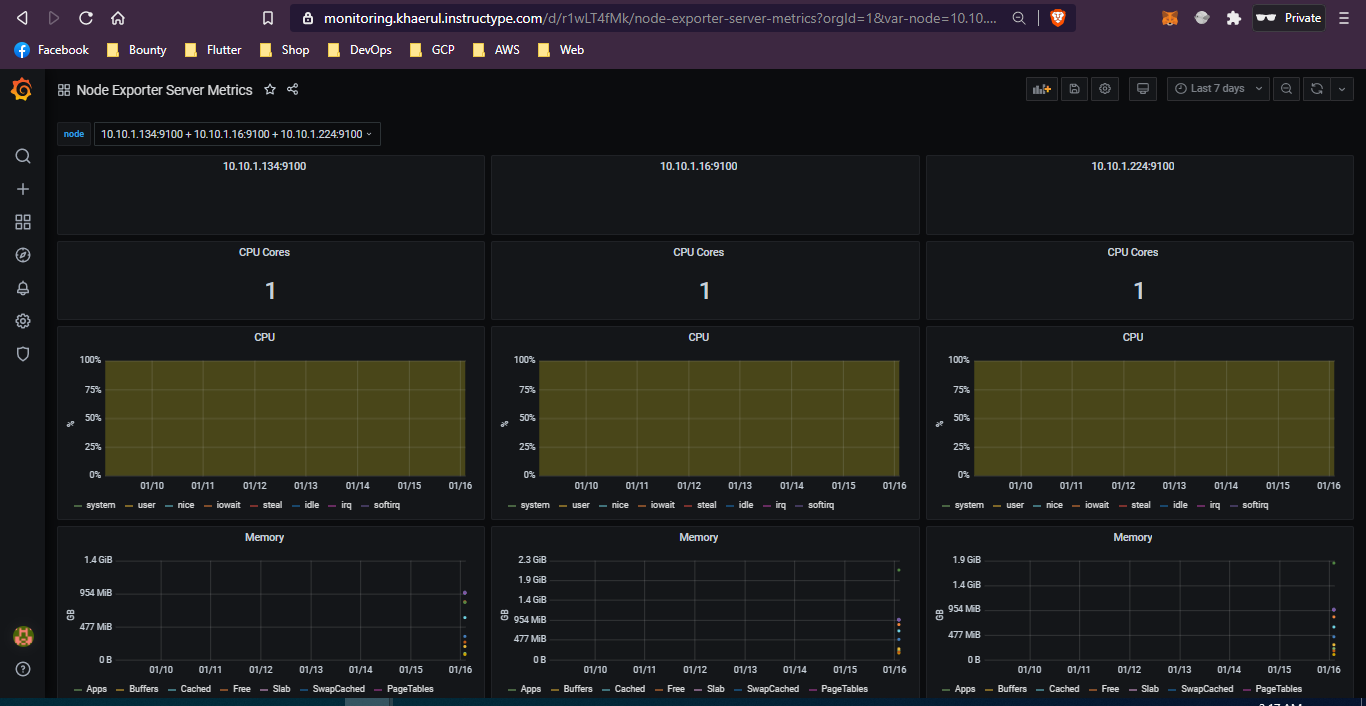 monitoring.khaerul.instructype.com/d/r1wLT4fMk/node-exporter-server-metrics?orgId=1&var-node=10.10.... Private
Facebook Bounty Flutter Shop DevOps GCP AWS Web
Node Exporter Server Metrics Last 7 days
node 10.10.1.134:9100 + 10.10.1.16:9100 + 10.10.1.224:9100
10.10.1.134:9100 10.10.1.16:9100 10.10.1.224:9100
CPU Cores CPU Cores CPU Cores
1 1 1
CPU
100%
75%
50%
25%
0%
%
01/10 01/11 01/12 01/13 01/14 01/15 01/16
system user nice iowait steal idle irq softirq
CPU
100%
75%
50%
25%
0%
%
01/10 01/11 01/12 01/13 01/14 01/15 01/16
system user nice iowait steal idle irq softirq
CPU
100%
75%
50%
25%
0%
%
01/10 01/11 01/12 01/13 01/14 01/15 01/16
system user nice iowait steal idle irq softirq
Memory
1.4 GiB
954 MiB
477 MiB
0 B
GB
01/10 01/11 01/12 01/13 01/14 01/15 01/16
Apps Buffers Cached Free Slab SwapCached PageTables
Memory
2.3 GiB
1.9 GiB
1.4 GiB
954 MiB
477 MiB
0 B
GB
01/10 01/11 01/12 01/13 01/14 01/15 01/16
Apps Buffers Cached Free Slab SwapCached PageTables
Memory
1.9 GiB
1.4 GiB
954 MiB
477 MiB
0 B
GB
01/10 01/11 01/12 01/13 01/14 01/15 01/16
Apps Buffers Cached Free Slab SwapCached PageTables